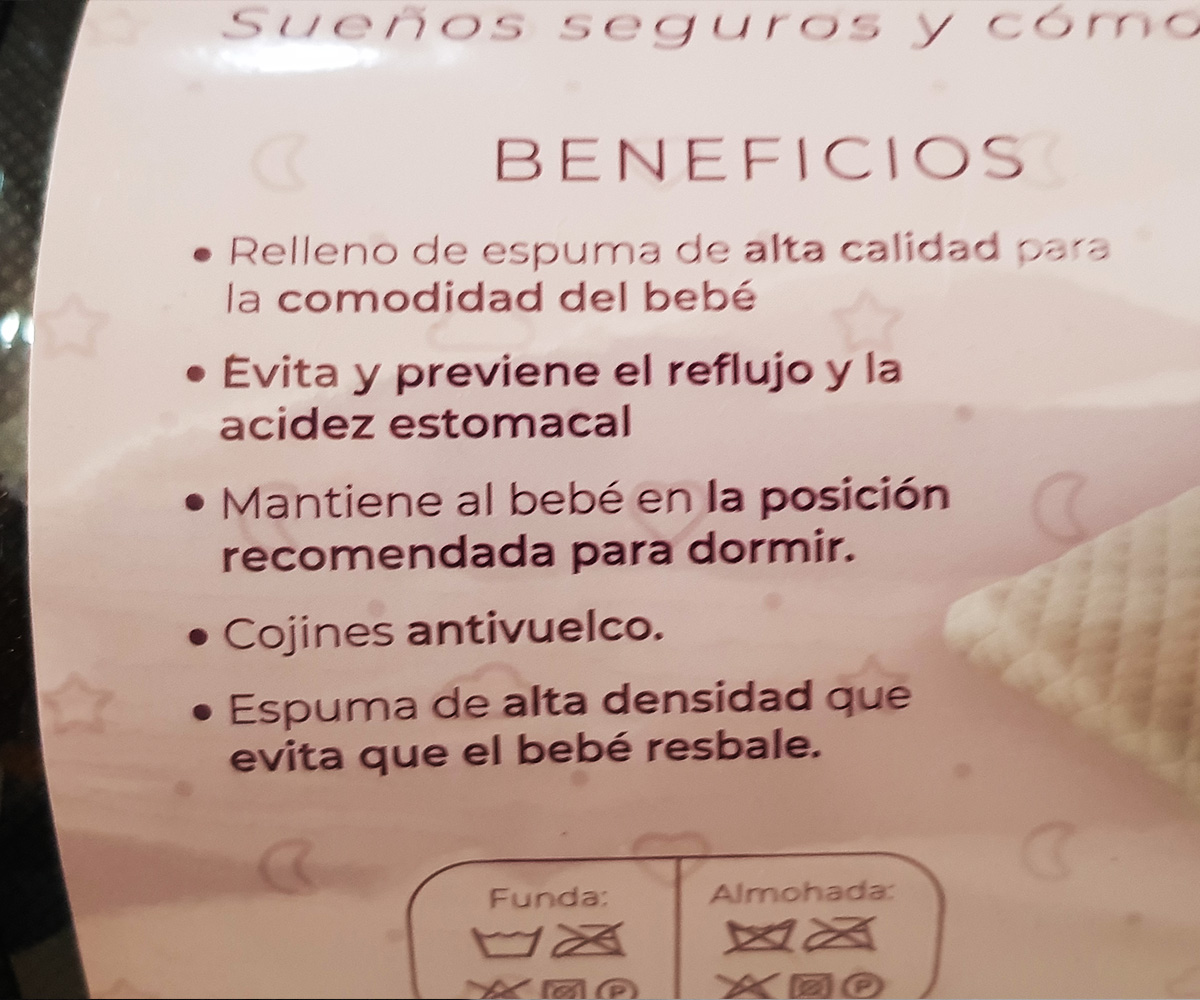 Sueños seguros y cómo
BENEFICIOS
• Relleno de espuma de alta calidad para
la comodidad del bebé
• Evita y previene el reflujo y la
acidez estomacal
• Mantiene al bebé en la posición
recomendada para dormir.
• Cojines antivuelco.
• Espuma de alta densidad que
evita que el bebé resbale.
Funda:
Almohada:
P
P